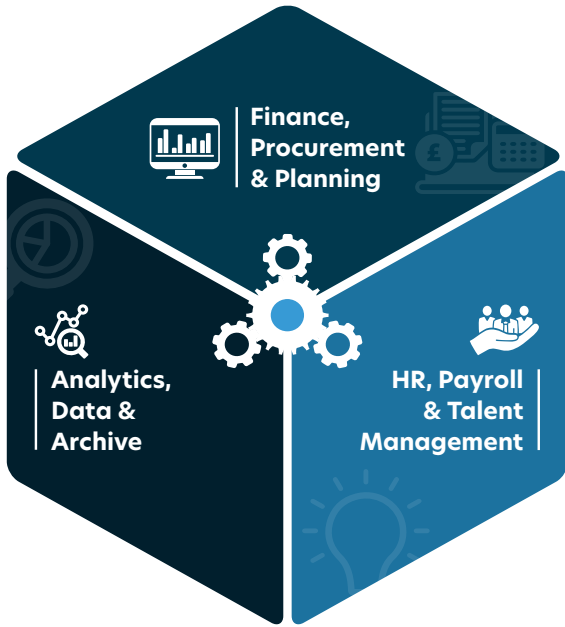 Finance,
Procurement
& Planning
£
Analytics,
Data &
Archive
HR, Payroll
& Talent
Management